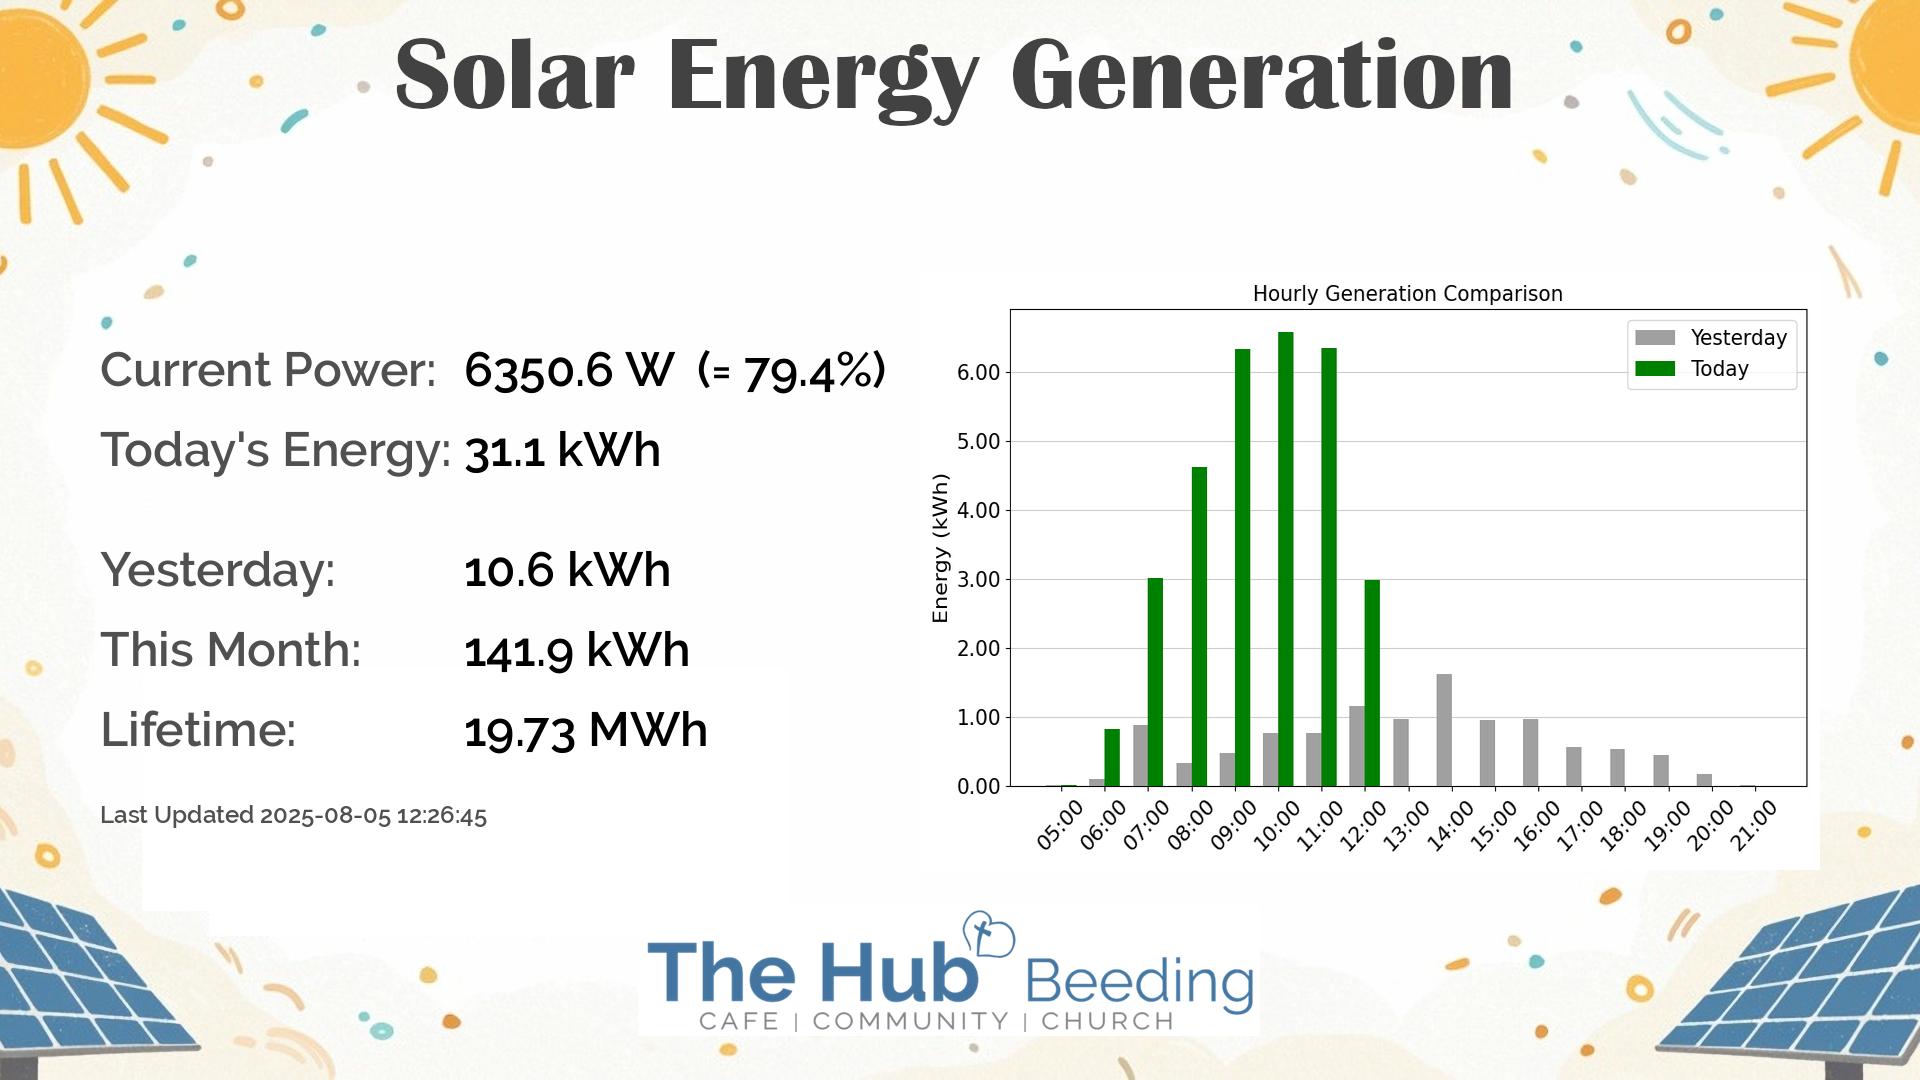 Solar Energy Generation
Current Power: 6350.6 W (= 79.4%)
Today's Energy: 31.1 kWh
Yesterday: 10.6 kWh
This Month: 141.9 kWh
Lifetime: 19.73 MWh
Last Updated 2025-08-05 12:26:45
Hourly Generation Comparison
Yesterday
Today
Energy (kWh)
6.00
5.00
4.00
3.00
2.00
1.00
0.00
05:00 06:00 07:00 08:00 09:00 10:00 11:00 12:00 13:00 14:00 15:00 16:00 17:00 18:00 19:00 20:00 21:00
The Hub Beeding
CAFE | COMMUNITY | CHURCH